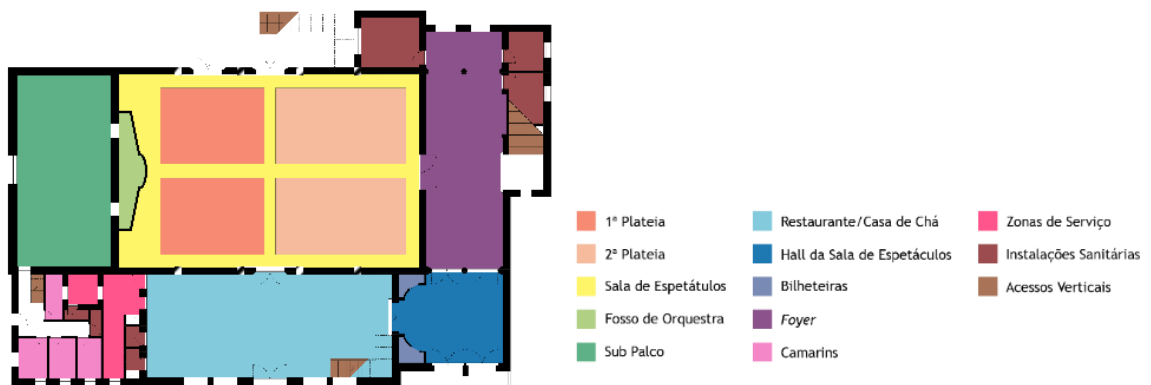 1ª Plateia
2ª Plateia
Sala de Espetátulos
Fosso de Orquestra
Sub Palco
Restaurante/Casa de Chá
Hall da Sala de Espetáculos
Bilheteiras
Foyer
Camarins
Zonas de Serviço
Instalações Sanitárias
Acessos Verticais